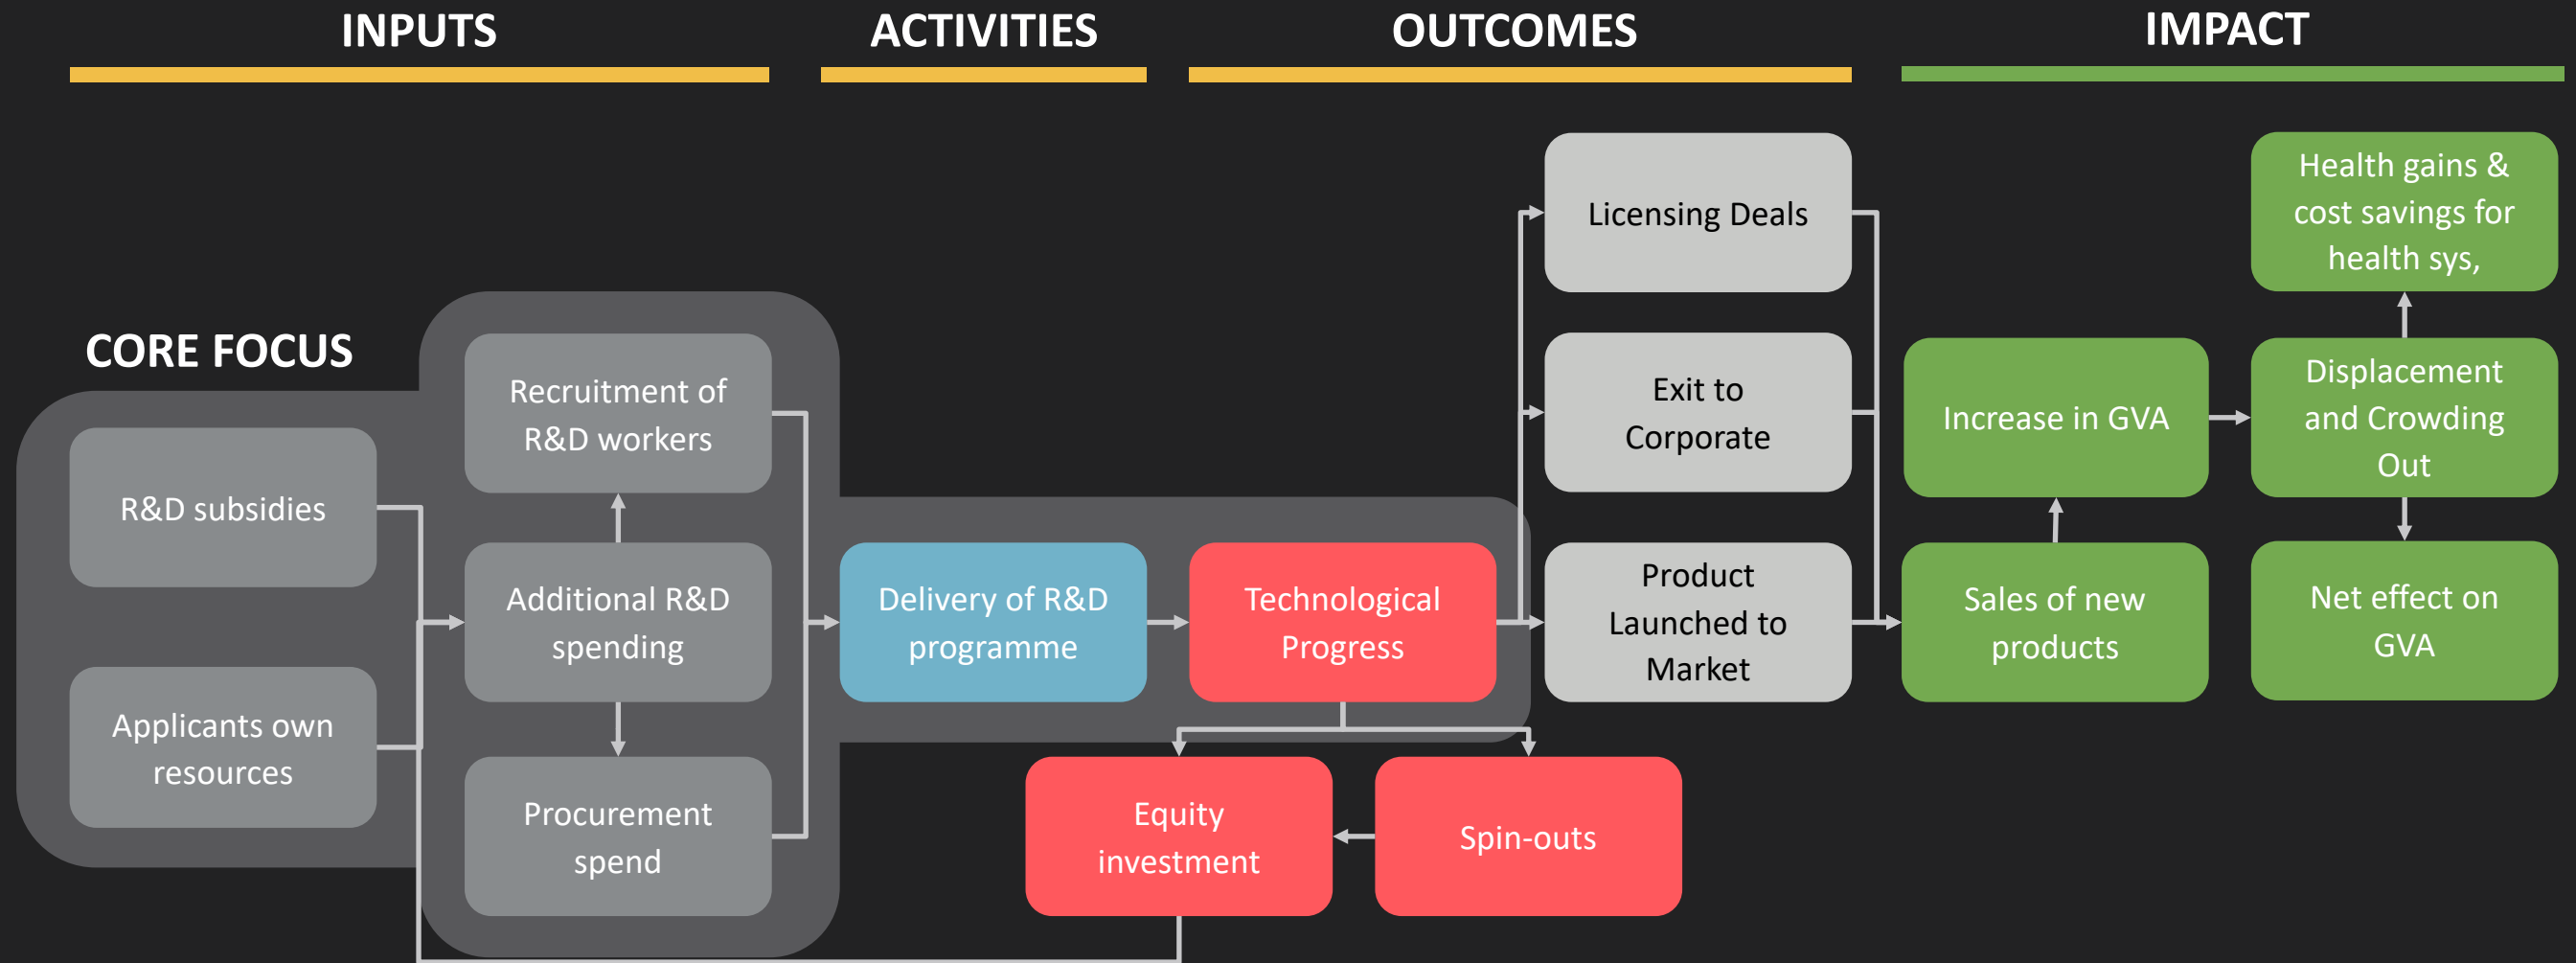 INPUTS
ACTIVITIES
OUTCOMES
IMPACT
CORE FOCUS
R&D subsidies
Applicants own
resources
Recruitment of
R&D workers
Additional R&D
spending
Procurement
spend
Delivery of R&D
programme
Technological
Progress
Equity
investment
Spin-outs
Licensing Deals
Exit to
Corporate
Product
Launched to
Market
Increase in GVA
Sales of new
products
Health gains &
cost savings for
health sys,
Displacement
and Crowding
Out
Net effect on
GVA